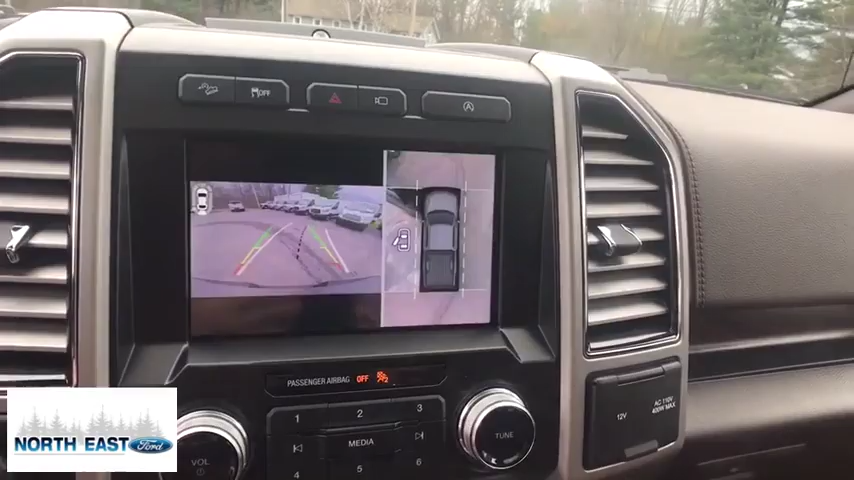 OFF
PASSENGER AIRBAG OFF
1 2 3
MEDIA
4 5 6
VOL
TUNE
12V
AC 110V
400W MAX
NORTH EAST Ford